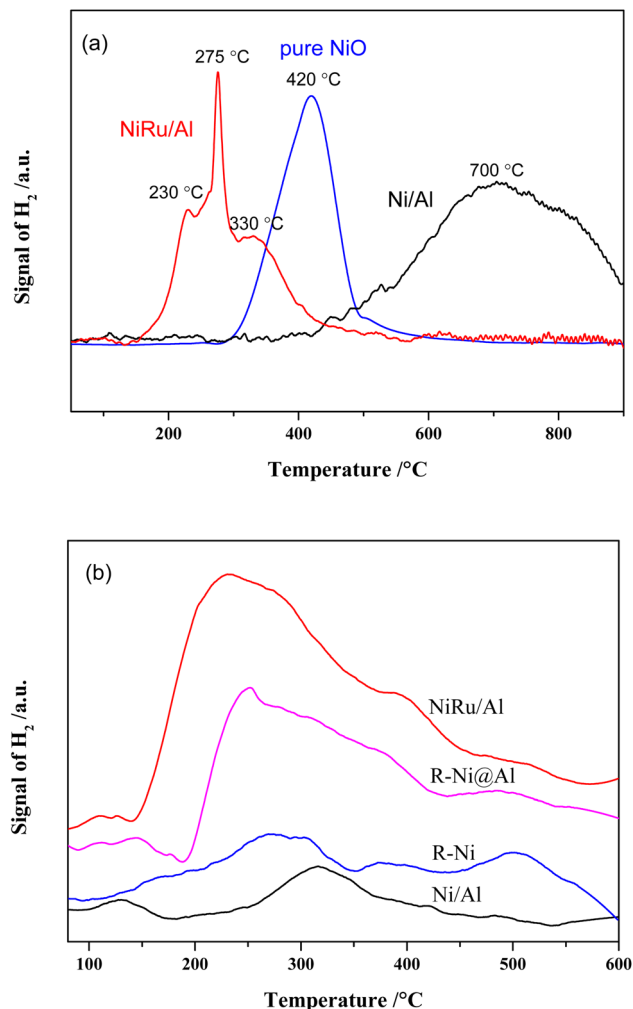 (a)
275 °C
pure NiO
420 °C
NiRu/Al
700 °C
230 °C
Ni/Al
330 °C
Signal of H2 /a.u.
200 400 600 800
Temperature /°C
(b)
NiRu/Al
R-Ni@Al
R-Ni
Ni/Al
Signal of H2 /a.u.
100 200 300 400 500 600
Temperature /°C